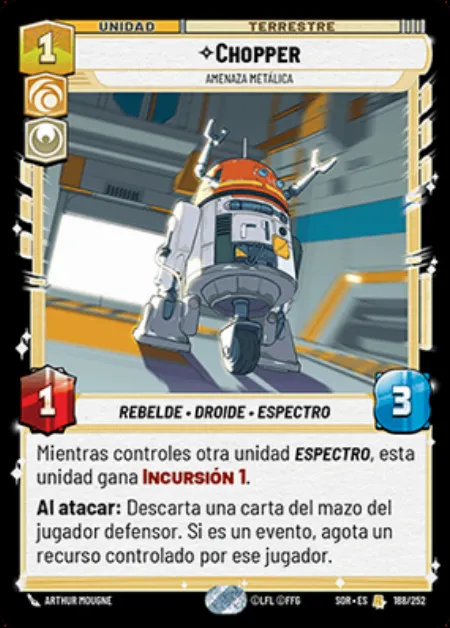 UNIDAD
TERRESTRE
1
CHOPPER
AMENAZA METÁLICA
1
REBELDE • DROIDE • ESPECTRO
3
Mientras controles otra unidad ESPECTRO, esta
unidad gana INCURSIÓN 1.
Al atacar: Descarta una carta del mazo del
jugador defensor. Si es un evento, agota un
recurso controlado por ese jugador.
ARTHUR MOUGNE
©LFL ©FFG
SOR • ES
188/252